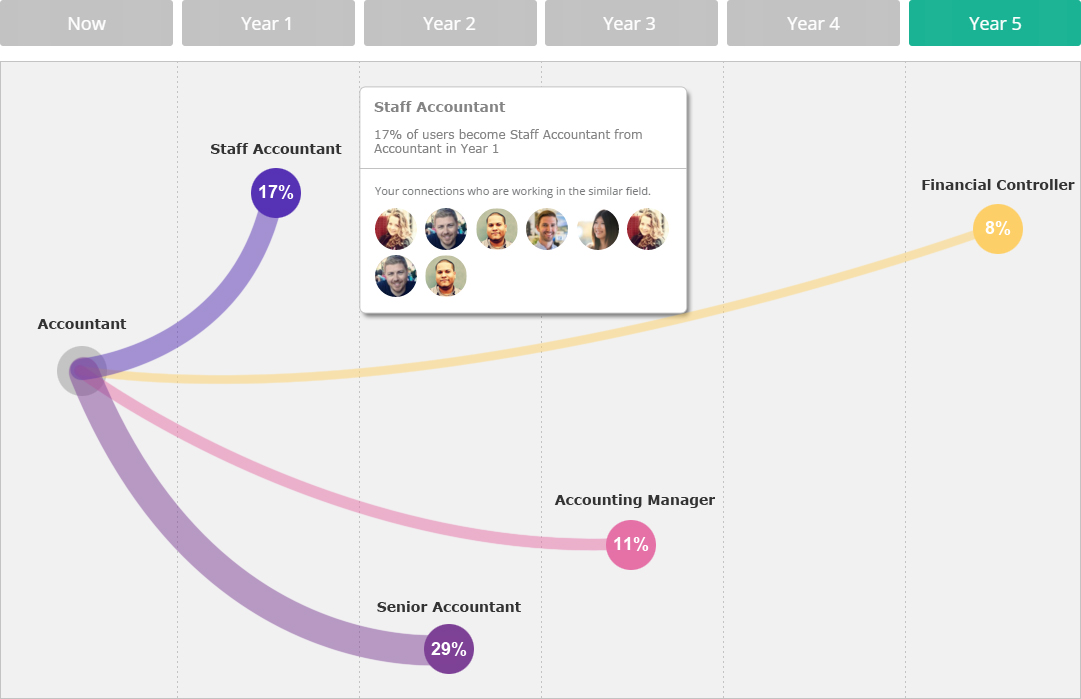 Now
Year 1
Year 2
Year 3
Year 4
Year 5
Staff Accountant
17% of users become Staff Accountant from
Accountant in Year 1
Your connections who are working in the similar field.
Staff Accountant
17%
Financial Controller
8%
Accountant
Accounting Manager
11%
Senior Accountant
29%